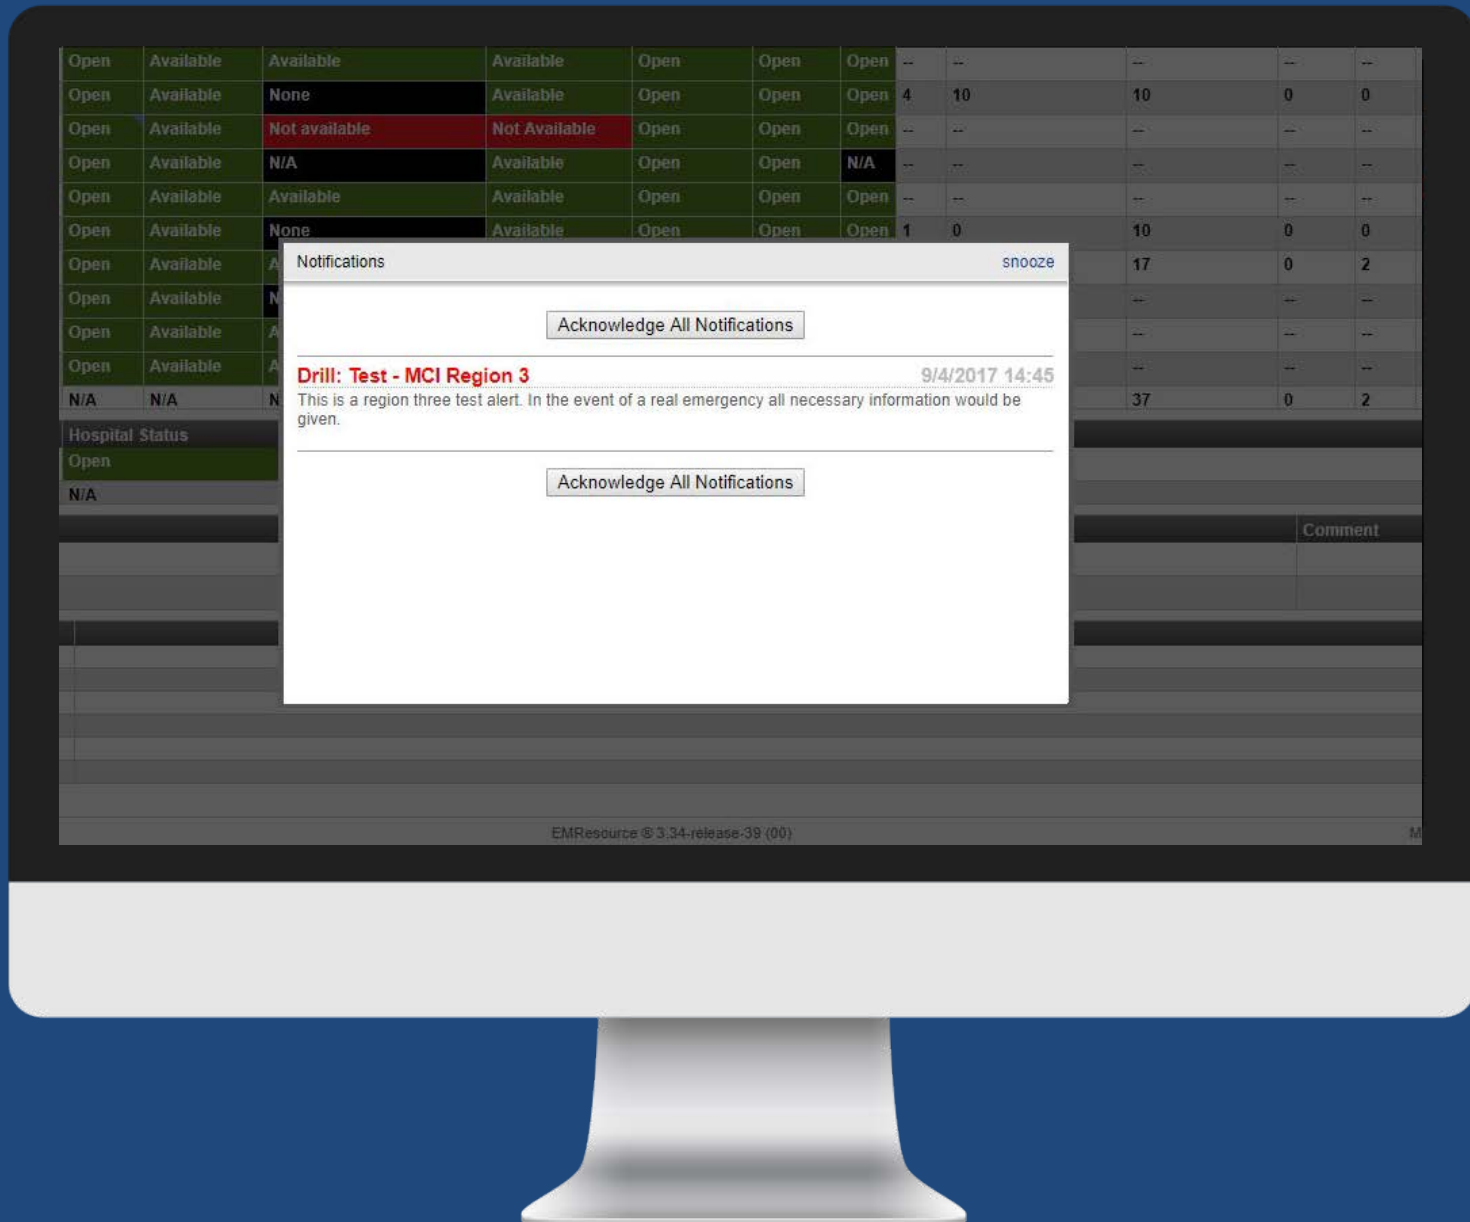 Open Available Available Available Open Open Open -- -- -- -- --
Open Available None Available Open Open Open 4 10 10 0 0
Open Available Not available Not Available Open Open Open -- -- -- -- --
Open Available N/A Available Open Open N/A -- -- -- -- --
Open Available Available Available Open Open Open -- -- -- -- --
Open Available None Available Open Open Open 1 0 10 0 0
Open Available A 17 0 2
Open Available N -- -- --
Open Available A -- -- --
Open Available A -- -- --
N/A N/A N 37 0 2
Notifications snooze
Acknowledge All Notifications
Drill: Test - MCI Region 3 9/4/2017 14:45
This is a region three test alert. In the event of a real emergency all necessary information would be
given.
Acknowledge All Notifications
Hospital Status
Open
N/A
Comment
EMResource ® 3.34-release-39 (00) M